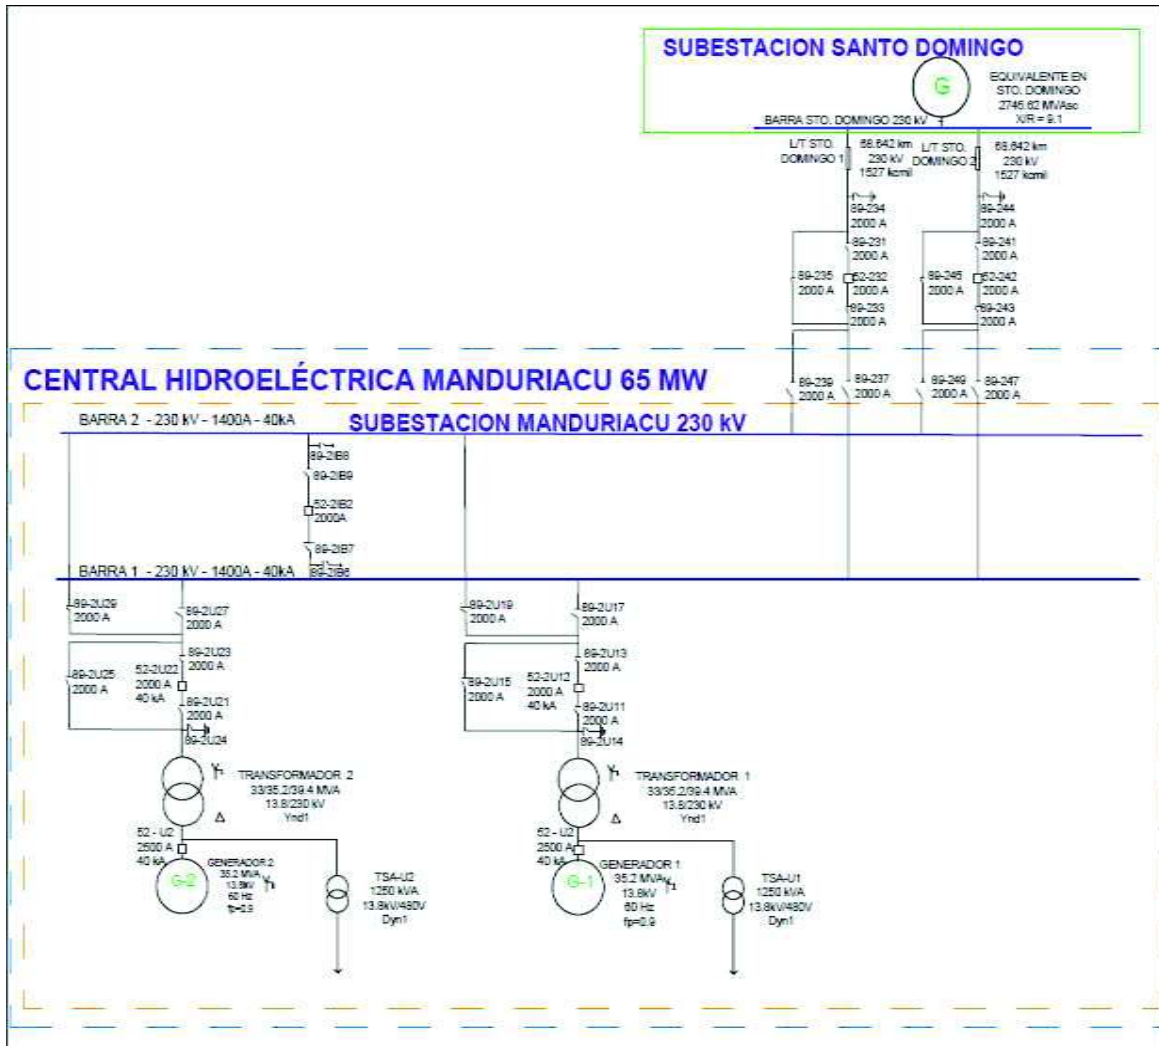 SUBESTACION SANTO DOMINGO
G
EQUIVALENTE EN
STO. DOMINGO
2746.62 MVAsc
X/R = 9.1
BARRA STO. DOMINGO 230 kV
L/T STO.
DOMINGO 1
68.642 km
230 kV
1527 kcmil
L/T STO.
DOMINGO 2
68.642 km
230 kV
1527 kcmil
89-234
2000 A
89-244
2000 A
89-231
2000 A
89-241
2000 A
89-235
2000 A
52-232
2000 A
89-245
2000 A
52-242
2000 A
89-233
2000 A
89-243
2000 A
CENTRAL HIDROELÉCTRICA MANDURIACU 65 MW
89-239
2000 A
89-237
2000 A
89-249
2000 A
89-247
2000 A
BARRA 2 - 230 kV - 1400A - 40kA
SUBESTACION MANDURIACU 230 kV
89-2IB8
89-2IB9
52-2IB2
2000A
89-2IB7
89-2IB6
BARRA 1 - 230 kV - 1400A - 40kA
89-2U29
2000 A
89-2U27
2000 A
89-2U19
2000 A
89-2U17
2000 A
89-2U23
2000 A
89-2U13
2000 A
89-2U25
2000 A
52-2U22
2000 A
40 kA
89-2U15
2000 A
52-2U12
2000 A
40 kA
89-2U21
2000 A
89-2U11
2000 A
89-2U24
89-2U14
TRANSFORMADOR 2
33/35.2/39.4 MVA
13.8/230 kV
Ynd1
TRANSFORMADOR 1
33/35.2/39.4 MVA
13.8/230 kV
Ynd1
52 - U2
2500 A
40 kA
52 - U2
2500 A
40 kA
G-2
GENERADOR 2
35.2 MVA
13.8kV
60 Hz
fp=0.9
TSA-U2
1250 kVA
13.8kV/480V
Dyn1
G-1
GENERADOR 1
35.2 MVA
13.8kV
60 Hz
fp=0.9
TSA-U1
1250 kVA
13.8kV/480V
Dyn1